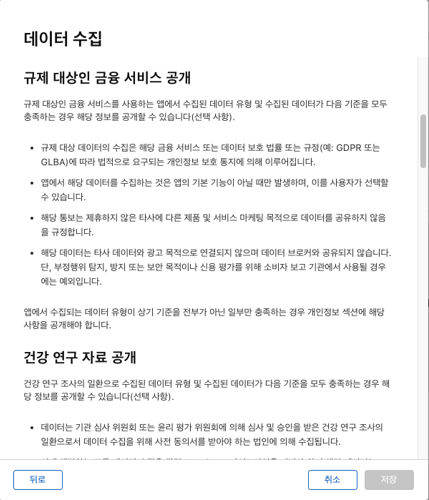 데이터 수집
규제 대상인 금융 서비스 공개
규제 대상인 금융 서비스를 사용하는 앱에서 수집된 데이터 유형 및 수집된 데이터가 다음 기준을 모두
충족하는 경우 해당 정보를 공개할 수 있습니다(선택 사항).
• 규제 대상 데이터의 수집은 해당 금융 서비스 또는 데이터 보호 법률 또는 규정(예: GDPR 또는
GLBA)에 따라 법적으로 요구되는 개인정보 보호 통지에 의해 이루어집니다.
• 앱에서 해당 데이터를 수집하는 것은 앱의 기본 기능이 아닐 때만 발생하며, 이를 사용자가 선택할
수 있습니다.
• 해당 통보는 제휴하지 않은 타사에 다른 제품 및 서비스 마케팅 목적으로 데이터를 공유하지 않음
을 규정합니다.
• 해당 데이터는 타사 데이터와 광고 목적으로 연결되지 않으며 데이터 브로커와 공유되지 않습니다.
단, 부정행위 탐지, 방지 또는 보안 목적이나 신용 평가를 위해 소비자 보고 기관에서 사용될 경우
에는 예외입니다.
앱에서 수집되는 데이터 유형이 상기 기준을 전부가 아닌 일부만 충족하는 경우 개인정보 섹션에 해당
사항을 공개해야 합니다.
건강 연구 자료 공개
건강 연구 조사의 일환으로 수집된 데이터 유형 및 수집된 데이터가 다음 기준을 모두 충족하는 경우 해
당 정보를 공개할 수 있습니다(선택 사항).
• 데이터는 기관 심사 위원회 또는 윤리 평가 위원회에 의해 심사 및 승인을 받은 건강 연구 조사의
일환으로서 데이터 수집을 위해 사전 동의서를 받아야 하는 법인에 의해 수집됩니다.
뒤로
취소
저장